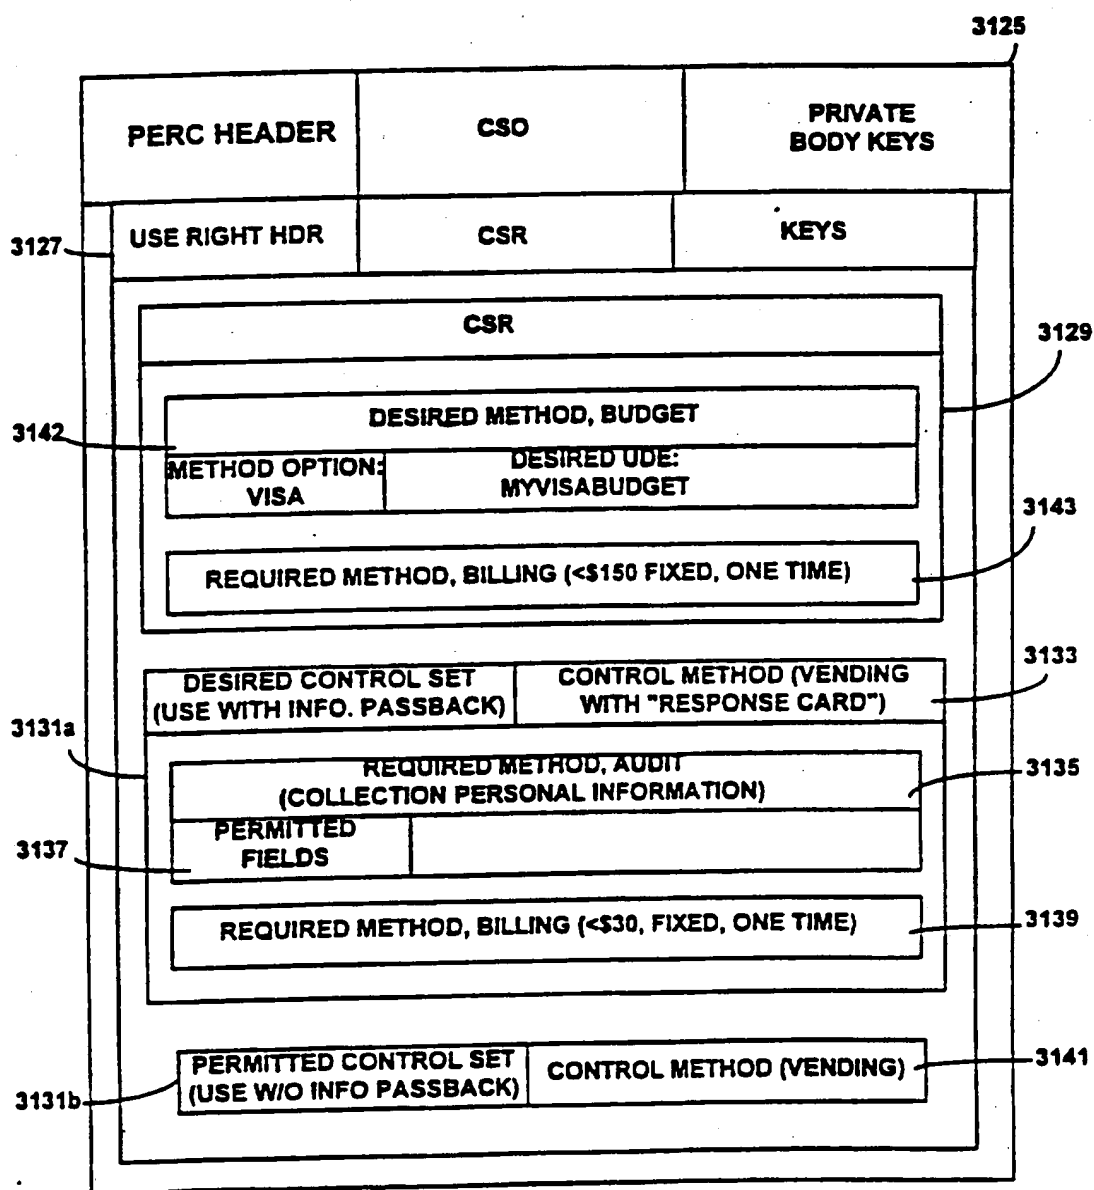 3125
PERC HEADER
CSO
PRIVATE
BODY KEYS
3127
USE RIGHT HDR
CSR
KEYS
CSR
3129
DESIRED METHOD, BUDGET
3142
METHOD OPTION:
VISA
DESIRED UDE:
MYVISABUDGET
3143
REQUIRED METHOD, BILLING (<$150 FIXED, ONE TIME)
3133
DESIRED CONTROL SET
(USE WITH INFO. PASSBACK)
CONTROL METHOD (VENDING
WITH "RESPONSE CARD")
3131a
REQUIRED METHOD, AUDIT
(COLLECTION PERSONAL INFORMATION)
3135
3137
PERMITTED
FIELDS
REQUIRED METHOD, BILLING (<$30, FIXED, ONE TIME)
3139
PERMITTED CONTROL SET
(USE W/O INFO PASSBACK)
CONTROL METHOD (VENDING)
3141
3131b